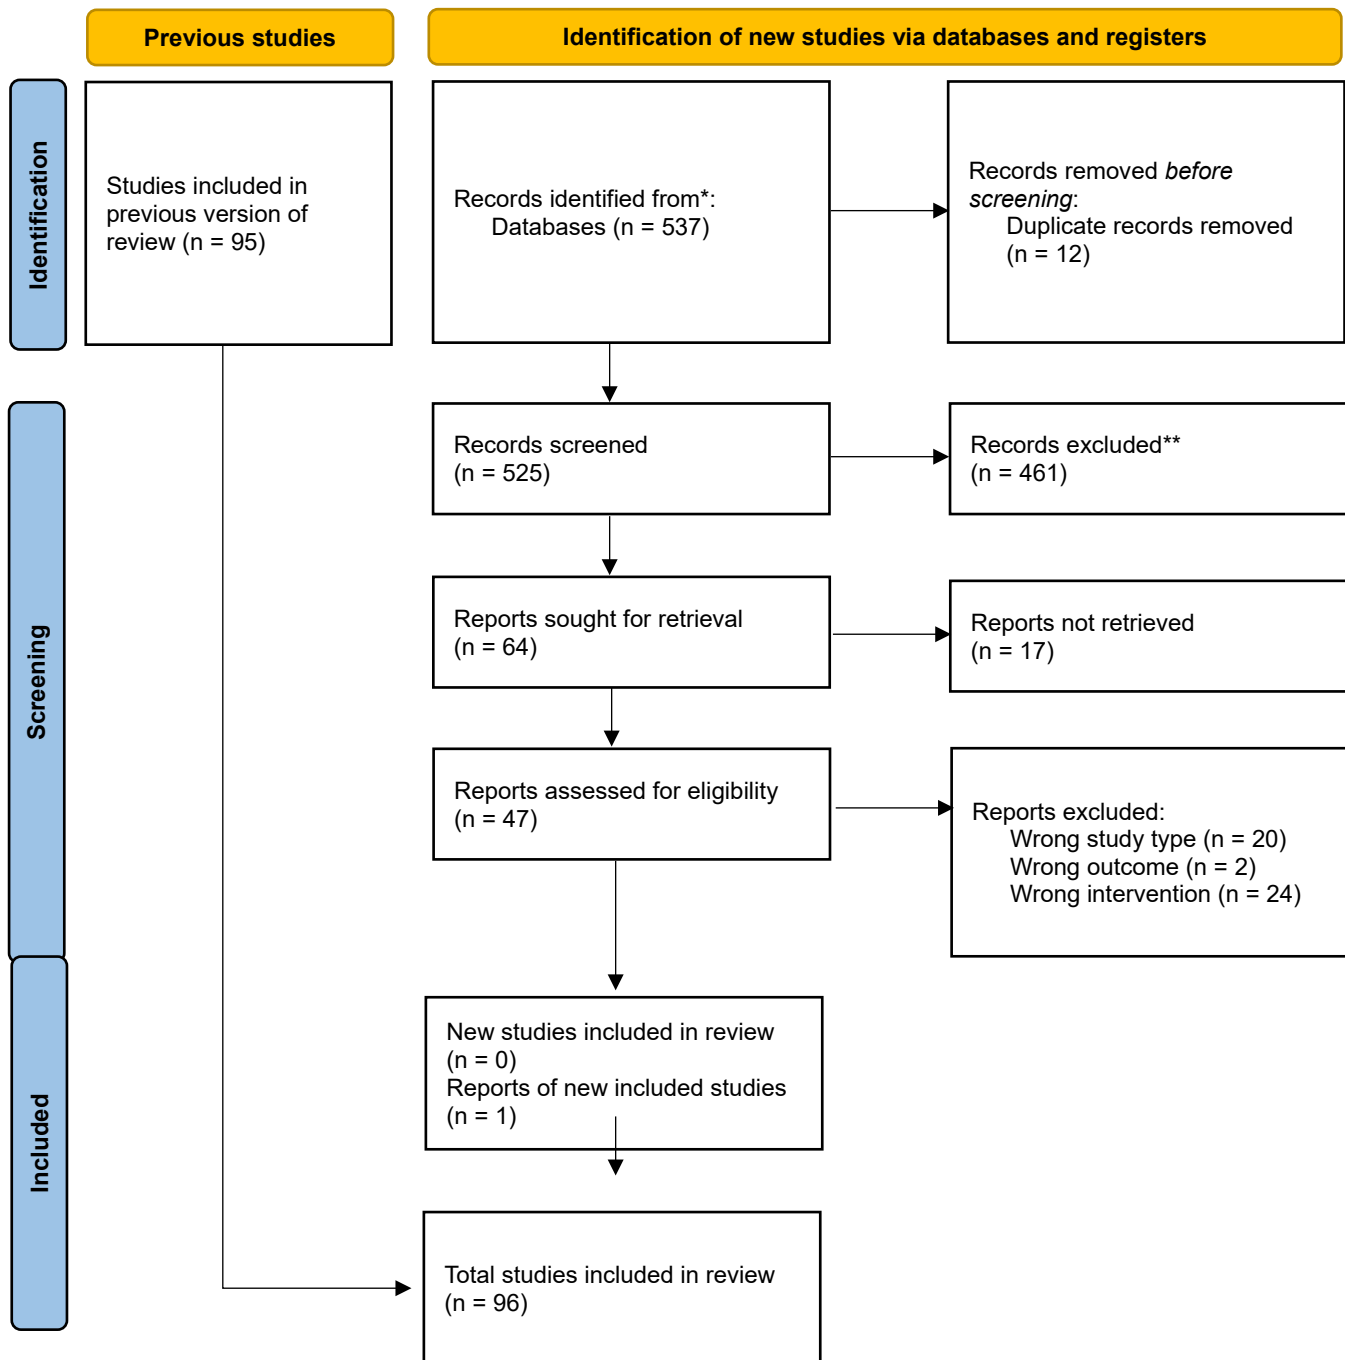 Previous studies
Identification of new studies via databases and registers
Identification
Studies included in
previous version of
review (n = 95)
Records identified from*:
Databases (n = 537)
Records removed before
screening:
Duplicate records removed
(n = 12)
Screening
Records screened
(n = 525)
Records excluded**
(n = 461)
Reports sought for retrieval
(n = 64)
Reports not retrieved
(n = 17)
Reports assessed for eligibility
(n = 47)
Reports excluded:
Wrong study type (n = 20)
Wrong outcome (n = 2)
Wrong intervention (n = 24)
Included
New studies included in review
(n = 0)
Reports of new included studies
(n = 1)
Total studies included in review
(n = 96)